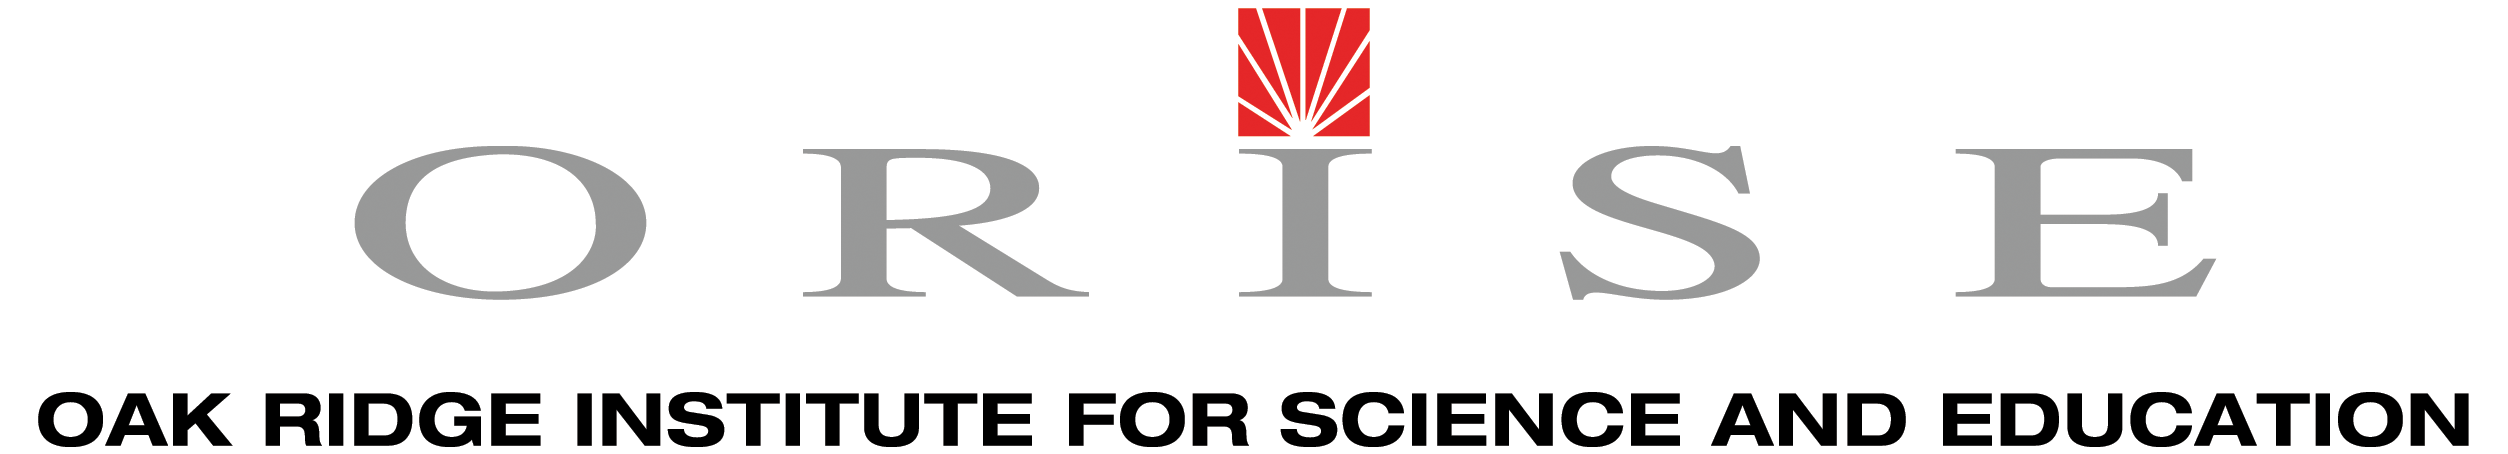 ORISE
OAK RIDGE INSTITUTE FOR SCIENCE AND EDUCATION